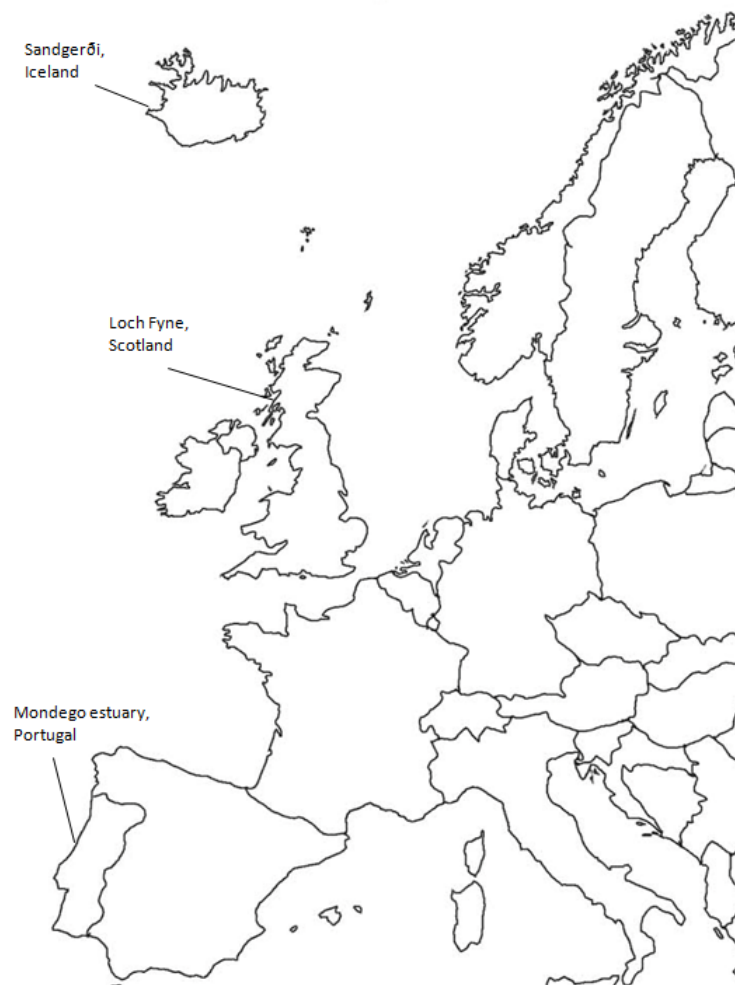 Sandgerði,
Iceland
Loch Fyne,
Scotland
Mondego estuary,
Portugal